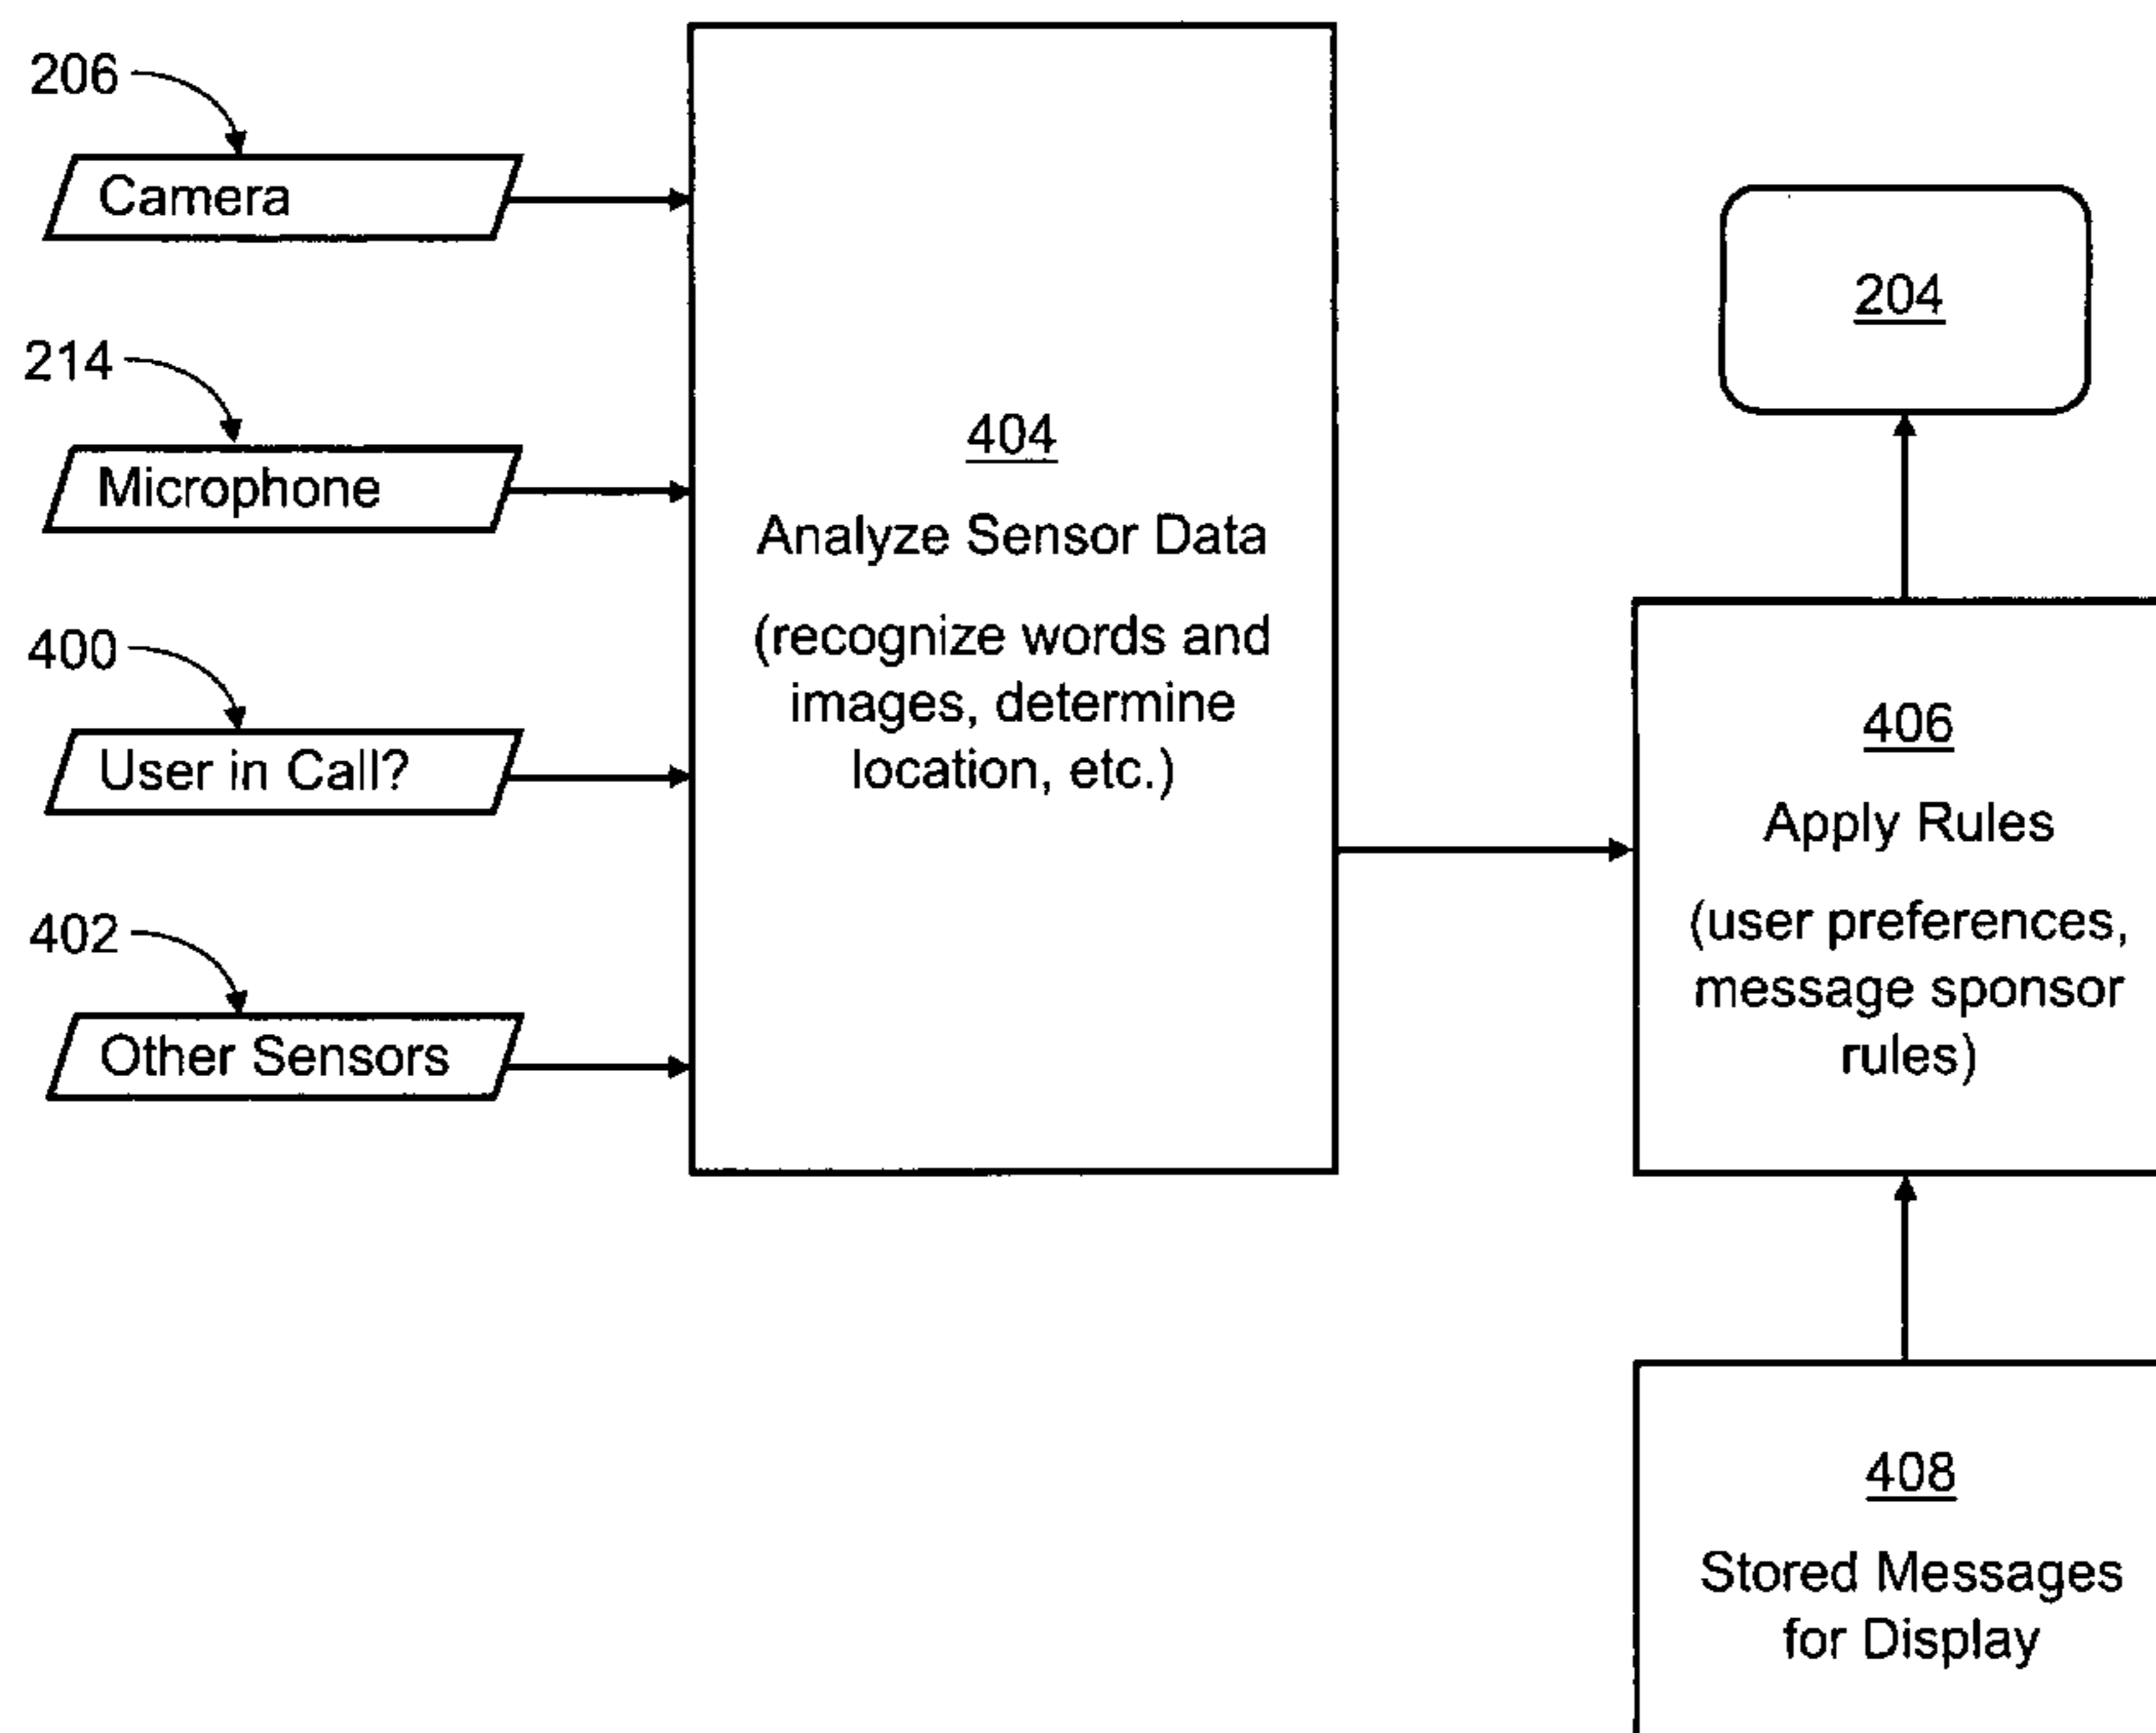 206
Camera
214
Microphone
400
User in Call?
402
Other Sensors
404
Analyze Sensor Data
(recognize words and
images, determine
location, etc.)
204
406
Apply Rules
(user preferences,
message sponsor
rules)
408
Stored Messages
for Display